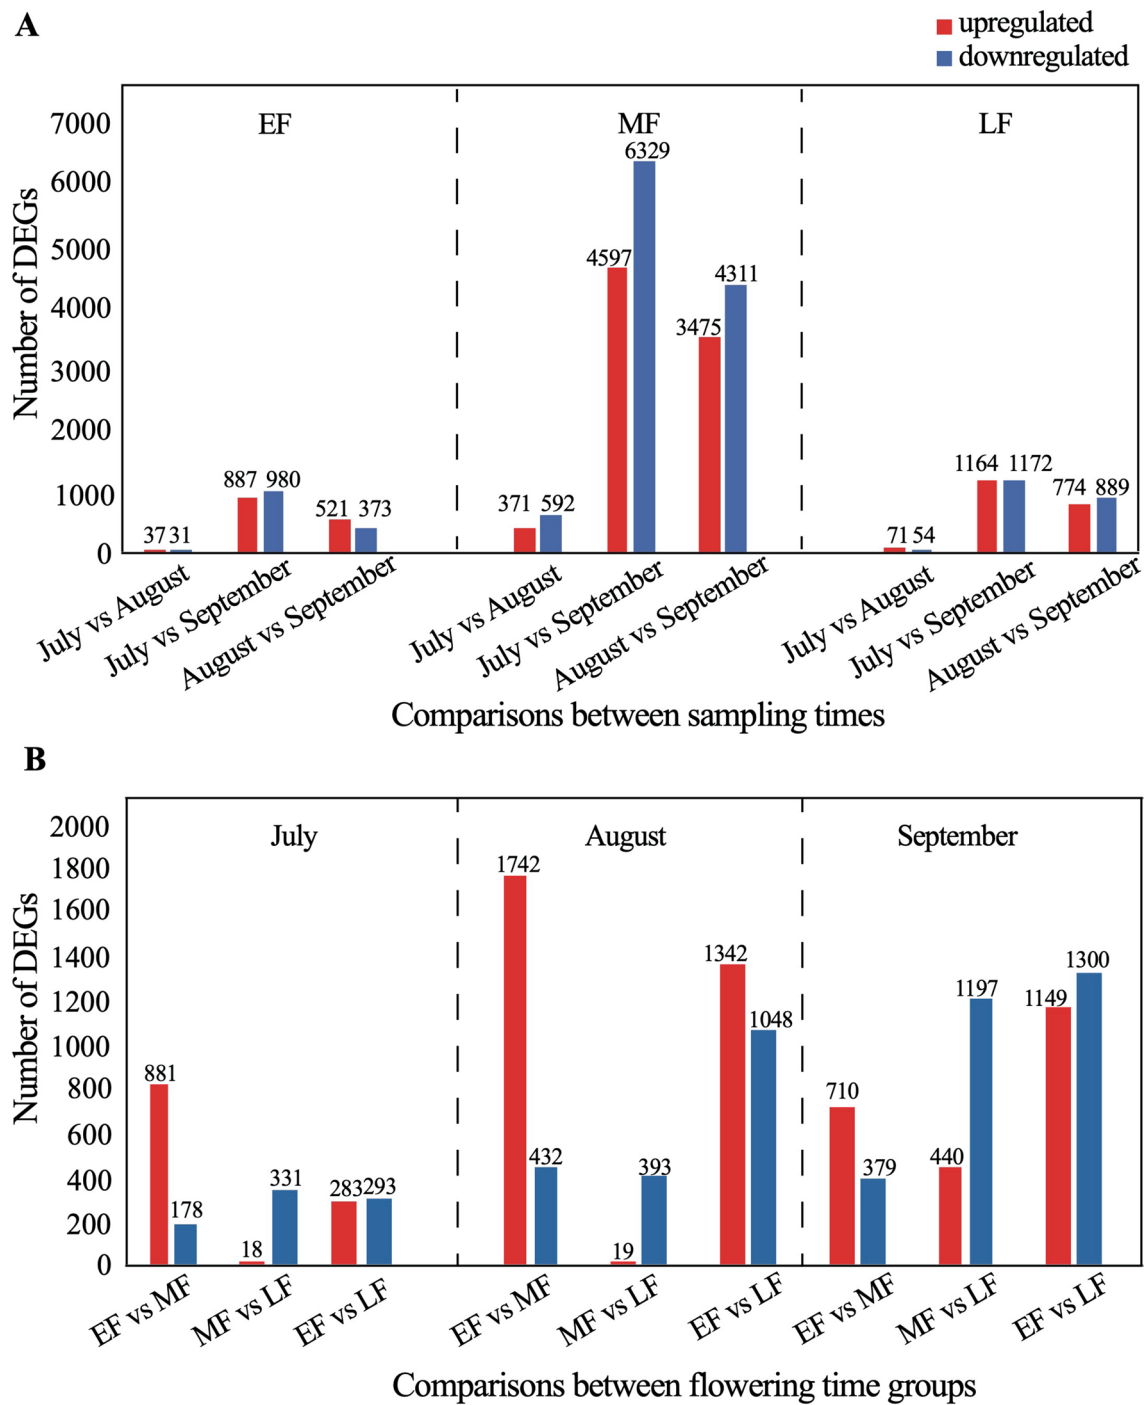 A
upregulated
downregulated
EF
MF
LF
7000
6000
5000
4000
3000
2000
1000
0
Number of DEGs
37 31
887 980
521 373
371 592
4597
6329
3475
4311
71 54
1164 1172
774 889
July vs August
July vs September
August vs September
July vs August
July vs September
August vs September
July vs August
July vs September
August vs September
Comparisons between sampling times
B
July
August
September
2000
1800
1600
1400
1200
1000
800
600
400
200
0
Number of DEGs
881
178
18
331
283 293
1742
432
19
393
1342
1048
710
379
440
1197
1149
1300
EF vs MF
MF vs LF
EF vs LF
EF vs MF
MF vs LF
EF vs LF
EF vs MF
MF vs LF
EF vs LF
Comparisons between flowering time groups